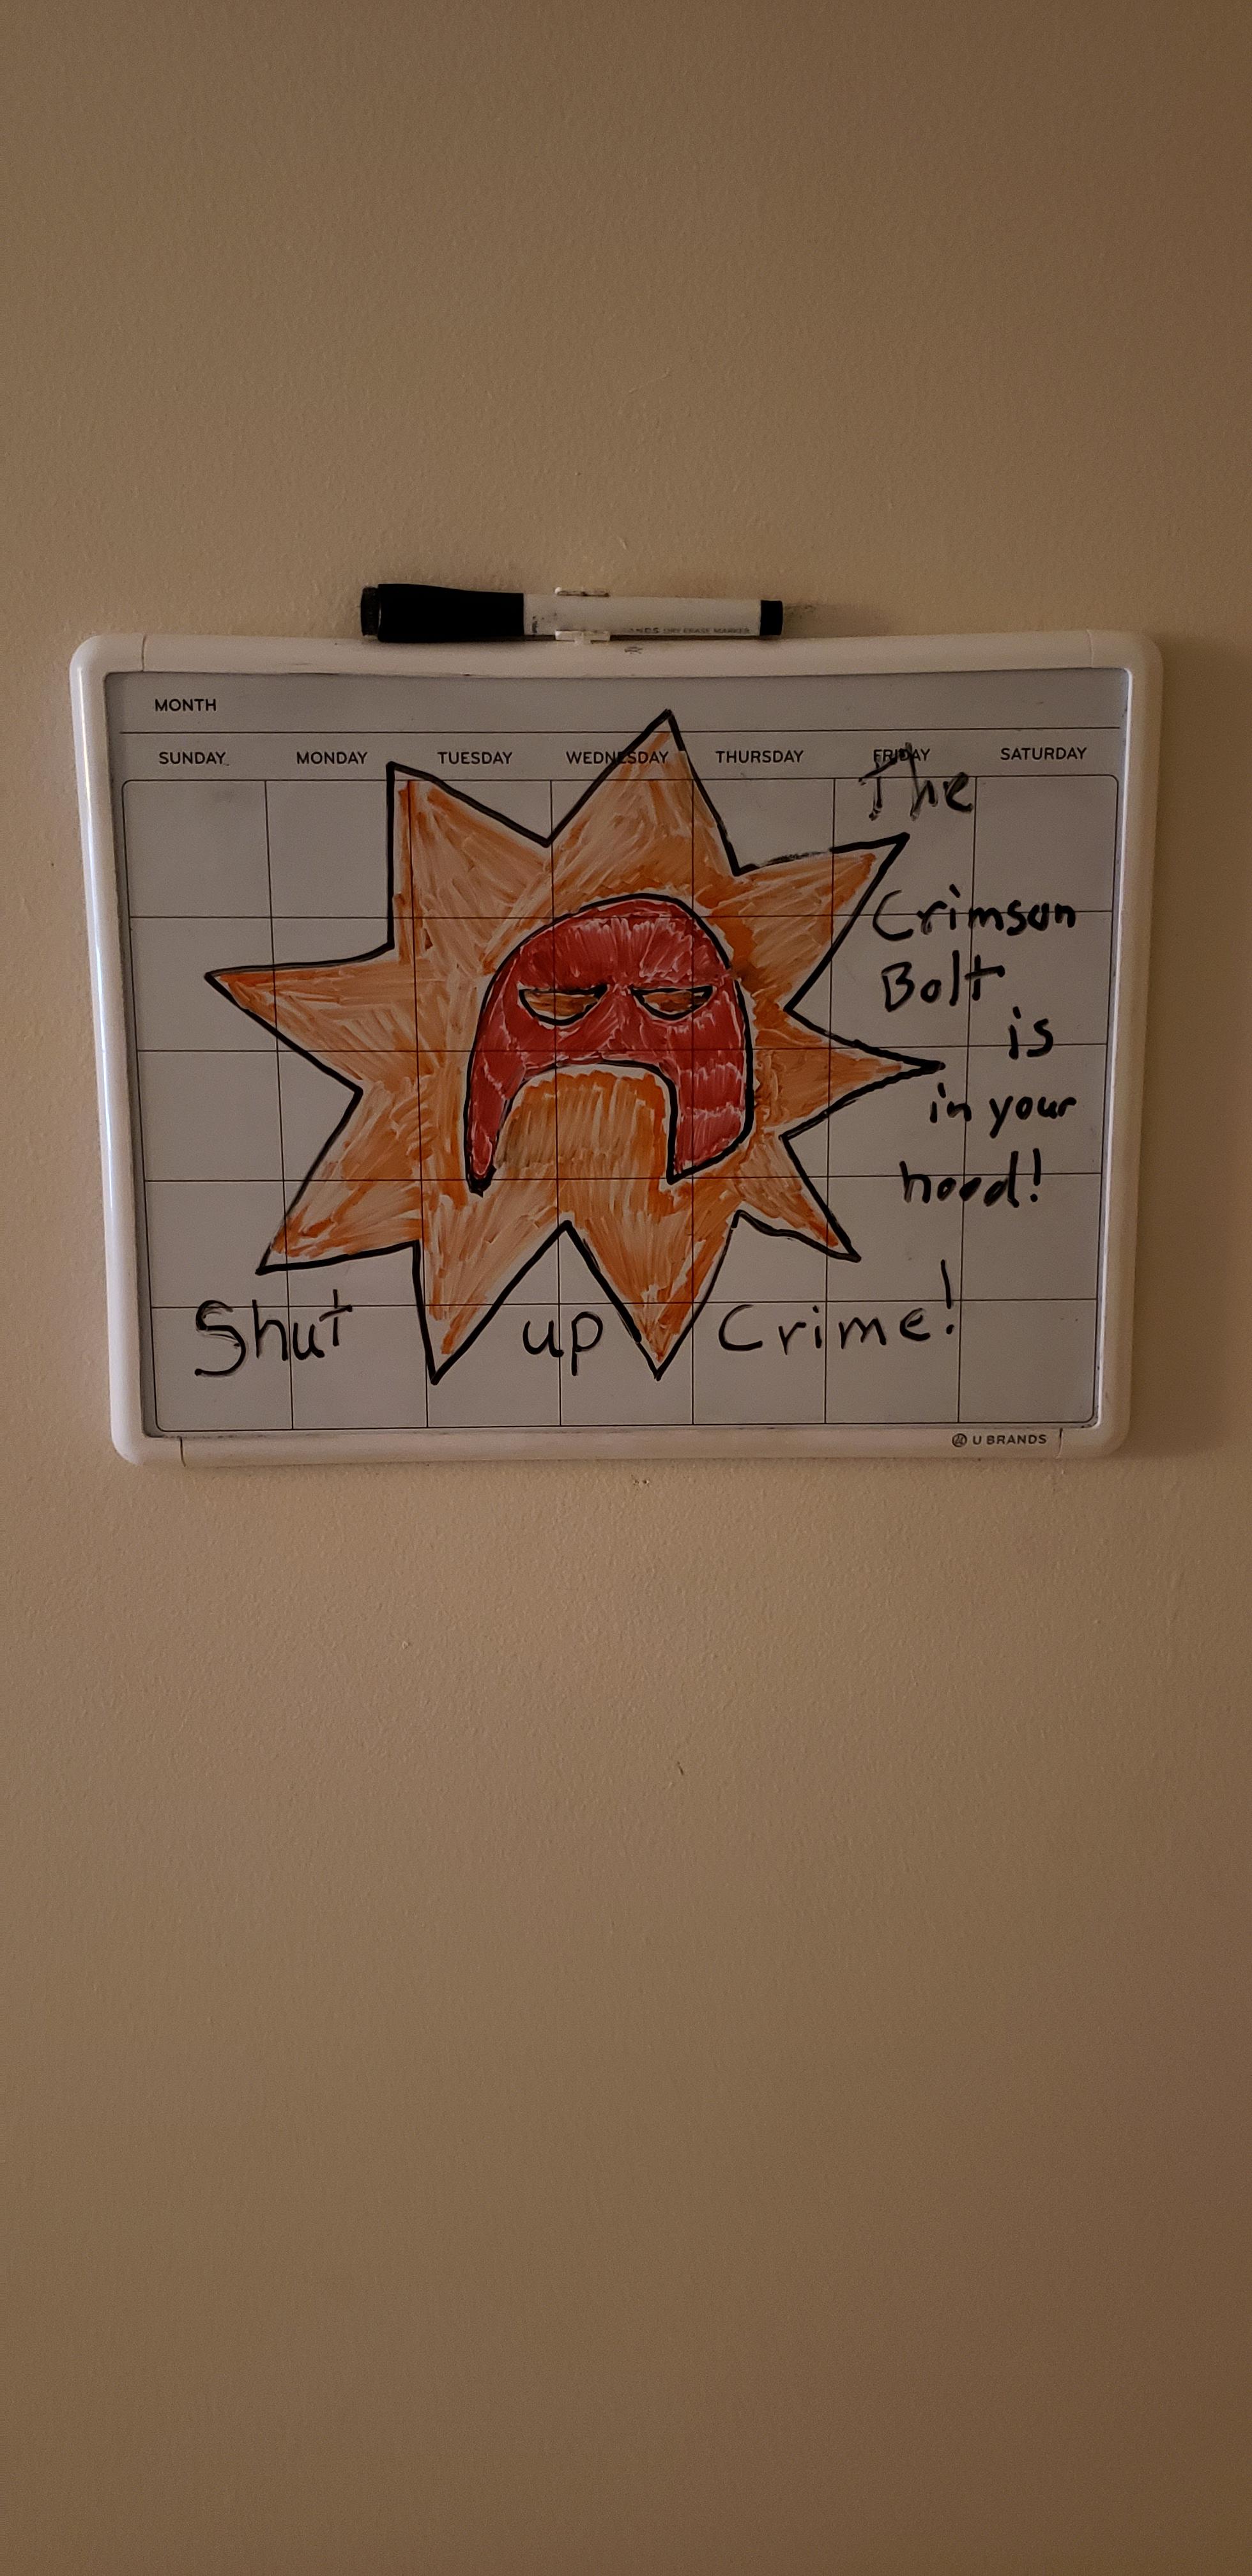 DRY ERASE MARKER
MONTH
SUNDAY MONDAY TUESDAY WEDNESDAY THURSDAY FRIDAY SATURDAY
The
Crimson
Bolt
is
in your
hood!
Shut up Crime!
U BRANDS